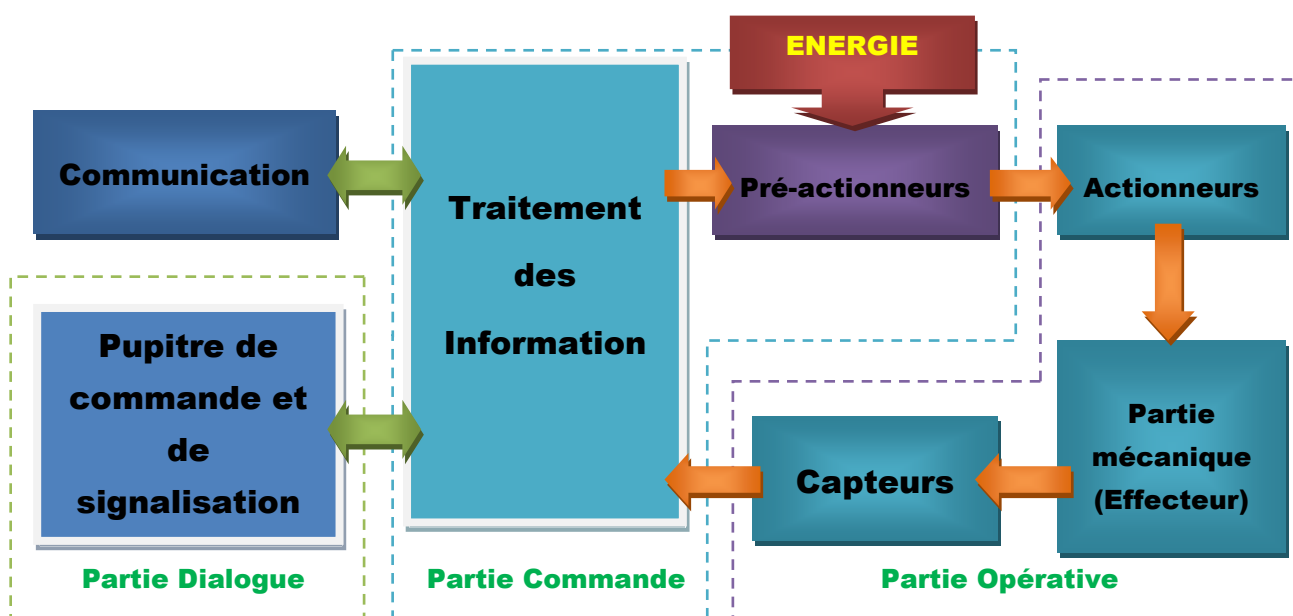 ENERGIE
Communication
Traitement
des
Information
Pré-actionneurs
Actionneurs
Pupitre de
commande et
de
signalisation
Capteurs
Partie
mécanique
(Effecteur)
Partie Dialogue
Partie Commande
Partie Opérative